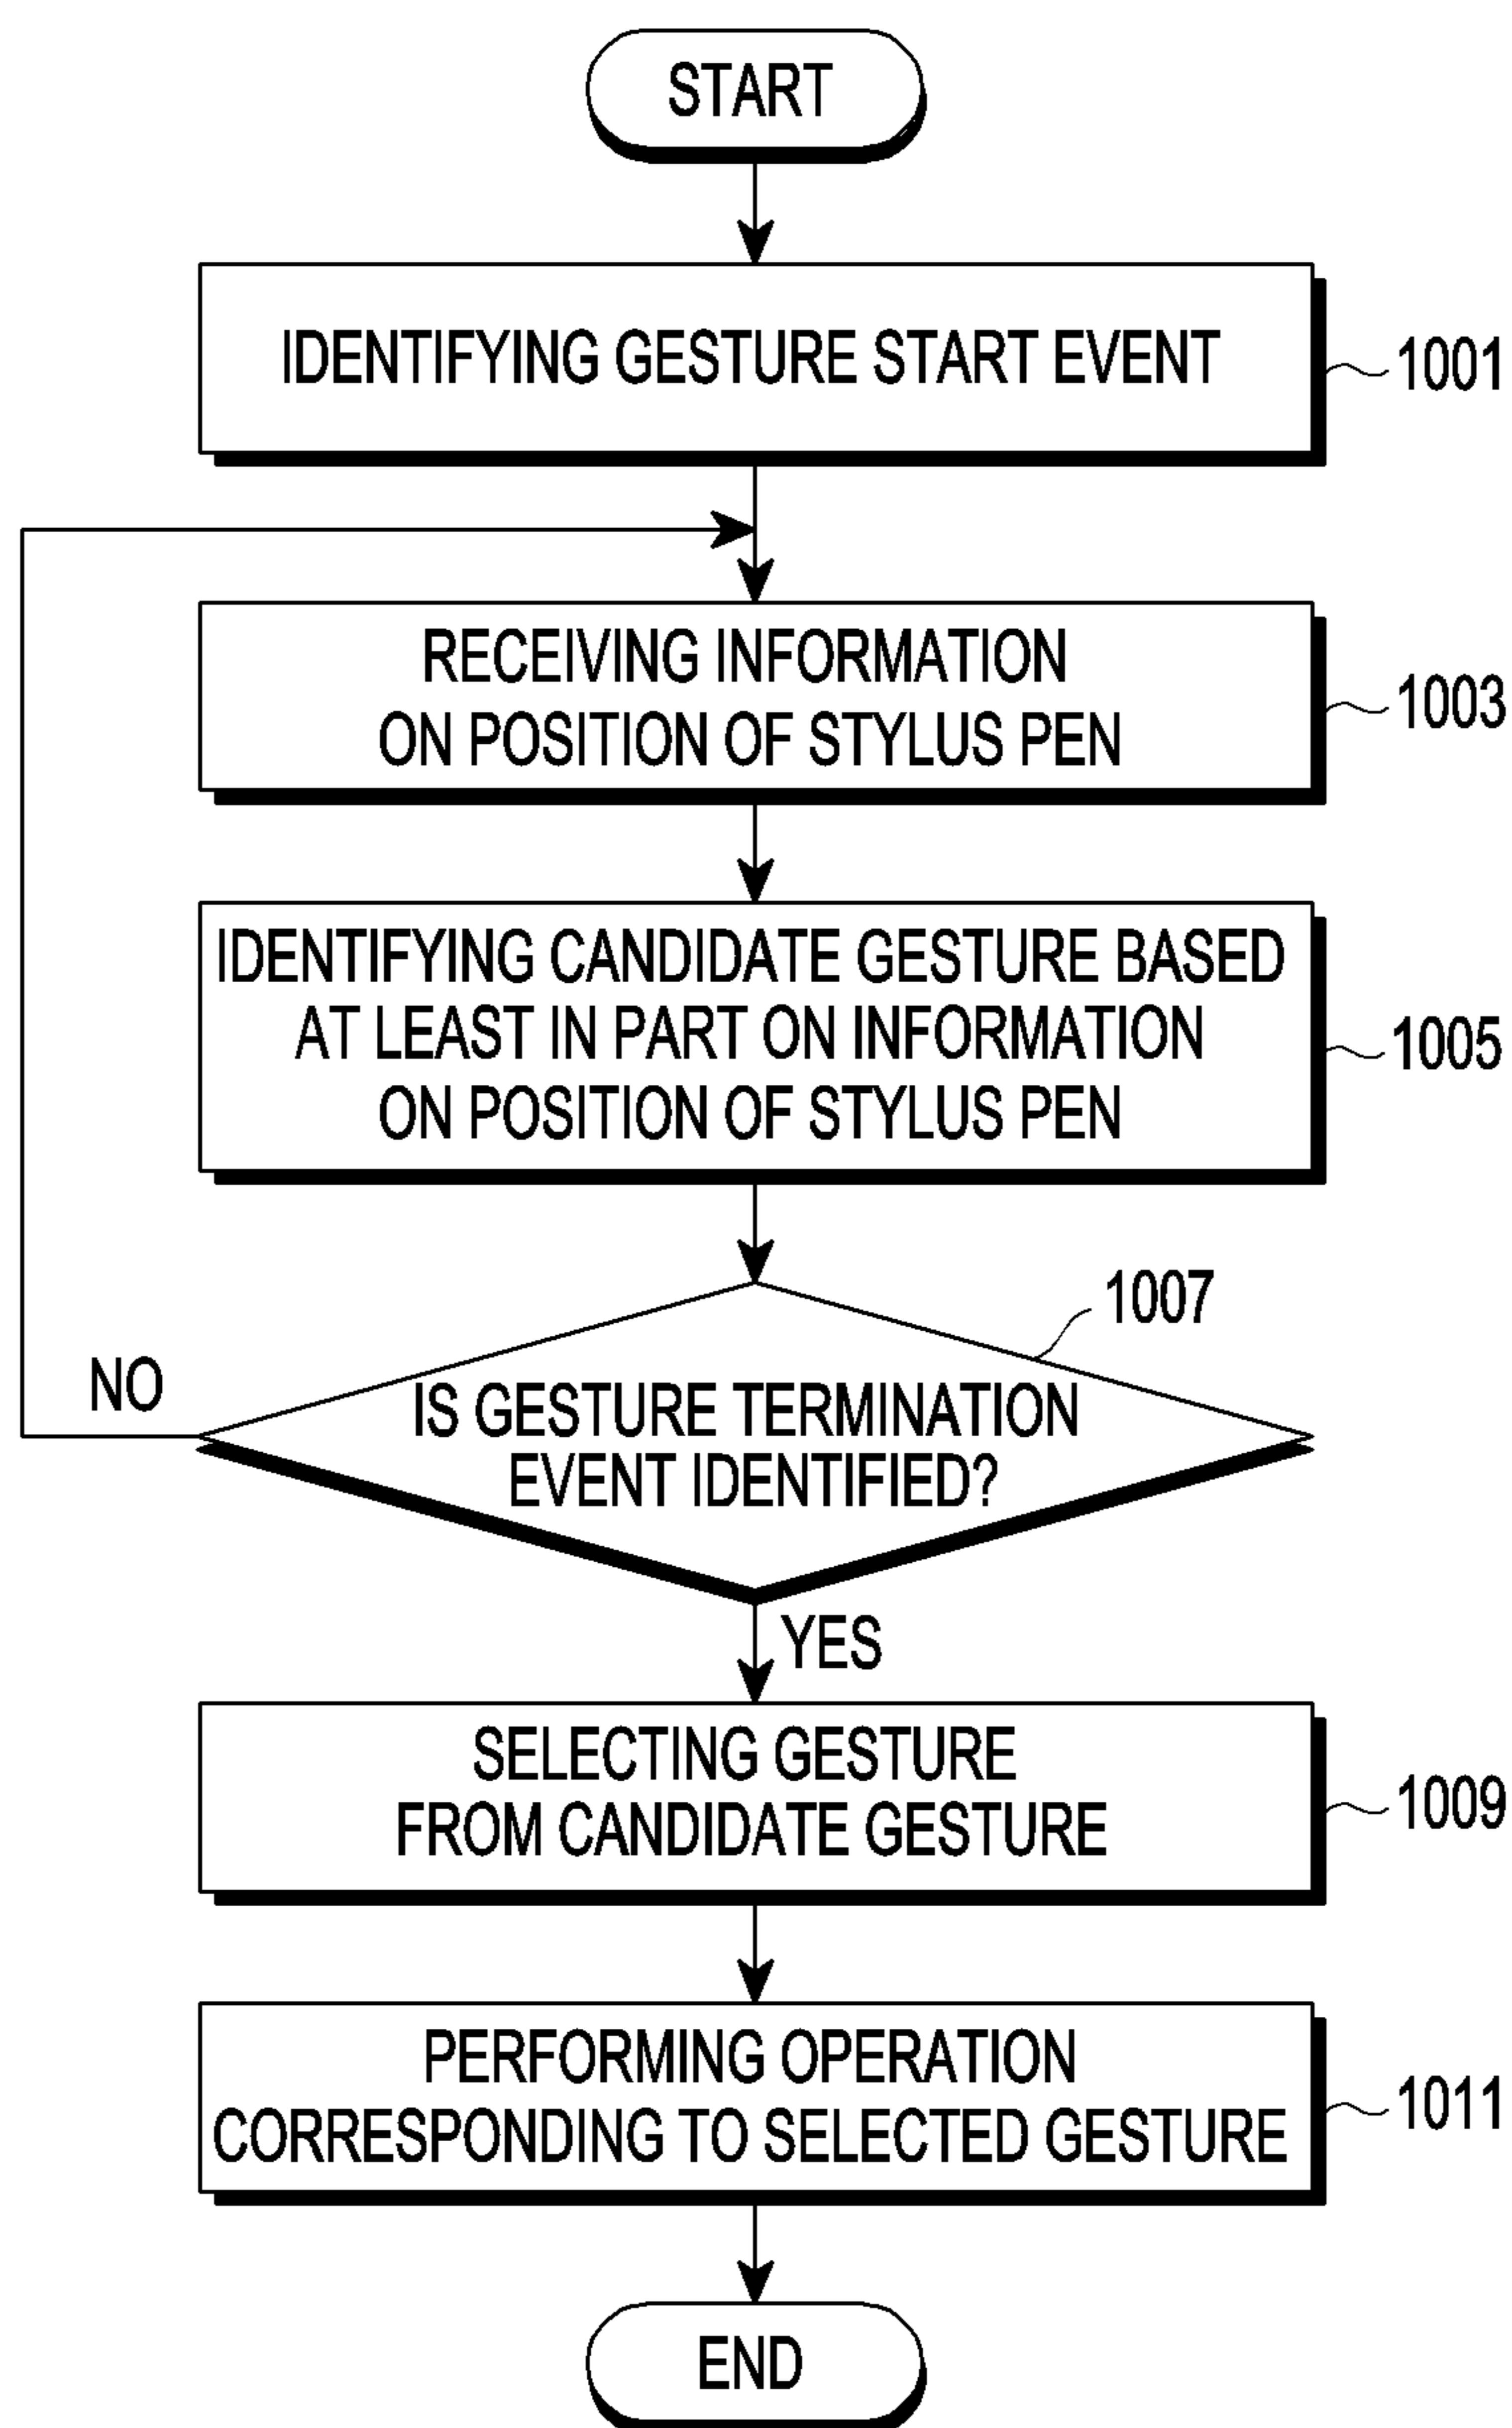 START
IDENTIFYING GESTURE START EVENT
1001
RECEIVING INFORMATION
ON POSITION OF STYLUS PEN
1003
IDENTIFYING CANDIDATE GESTURE BASED
AT LEAST IN PART ON INFORMATION
ON POSITION OF STYLUS PEN
1005
1007
NO
IS GESTURE TERMINATION
EVENT IDENTIFIED?
YES
SELECTING GESTURE
FROM CANDIDATE GESTURE
1009
PERFORMING OPERATION
CORRESPONDING TO SELECTED GESTURE
1011
END